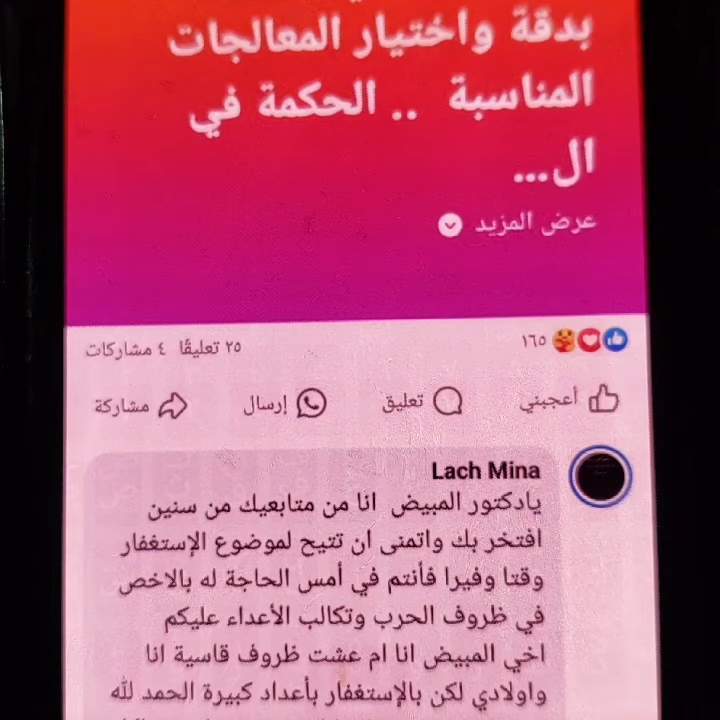 بدقة واختيار المعالجات
المناسبة .. الحكمة في
ال...
عرض المزيد
١٦٥
٢٥ تعليقًا ٤ مشاركات
أعجبني
تعليق
إرسال
مشاركة
Lach Mina
يادكتور المبيض انا من متابعيك من سنين
افتخر بك واتمنى ان تتيح لموضوع الإستغفار
وقتا وفيرا فأنتم في أمس الحاجة له بالاخص
في ظروف الحرب وتكالب الأعداء عليكم
اخي المبيض انا ام عشت ظروف قاسية انا
واولادي لكن بالإستغفار بأعداد كبيرة الحمد لله